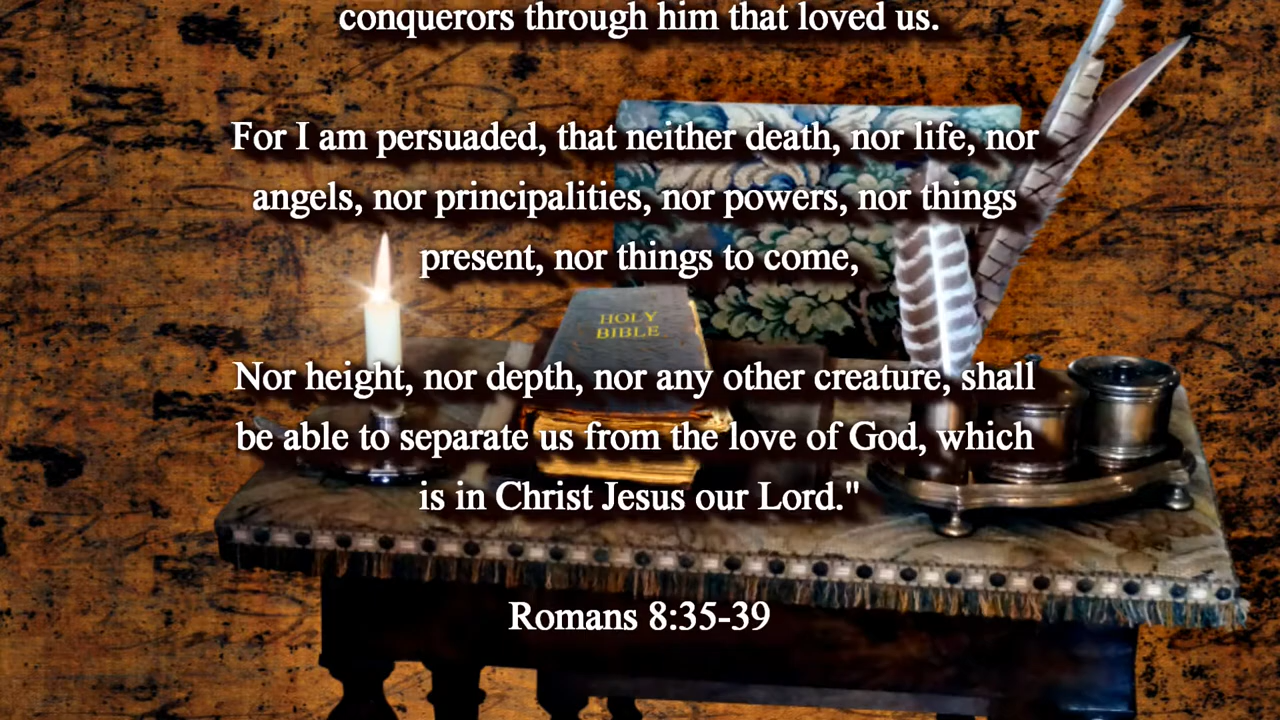 conquerors through him that loved us.
For I am persuaded, that neither death, nor life, nor
angels, nor principalities, nor powers, nor things
present, nor things to come,
HOLY
BIBLE
Nor height, nor depth, nor any other creature, shall
be able to separate us from the love of God, which
is in Christ Jesus our Lord."
Romans 8:35-39